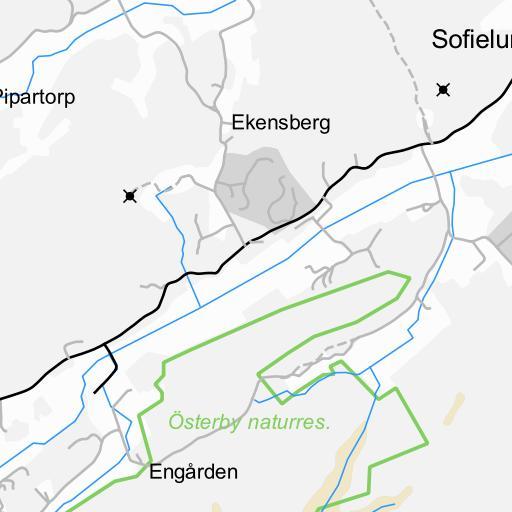 Sofielu
Pipartorp
Ekensberg
Österby naturres.
Engården